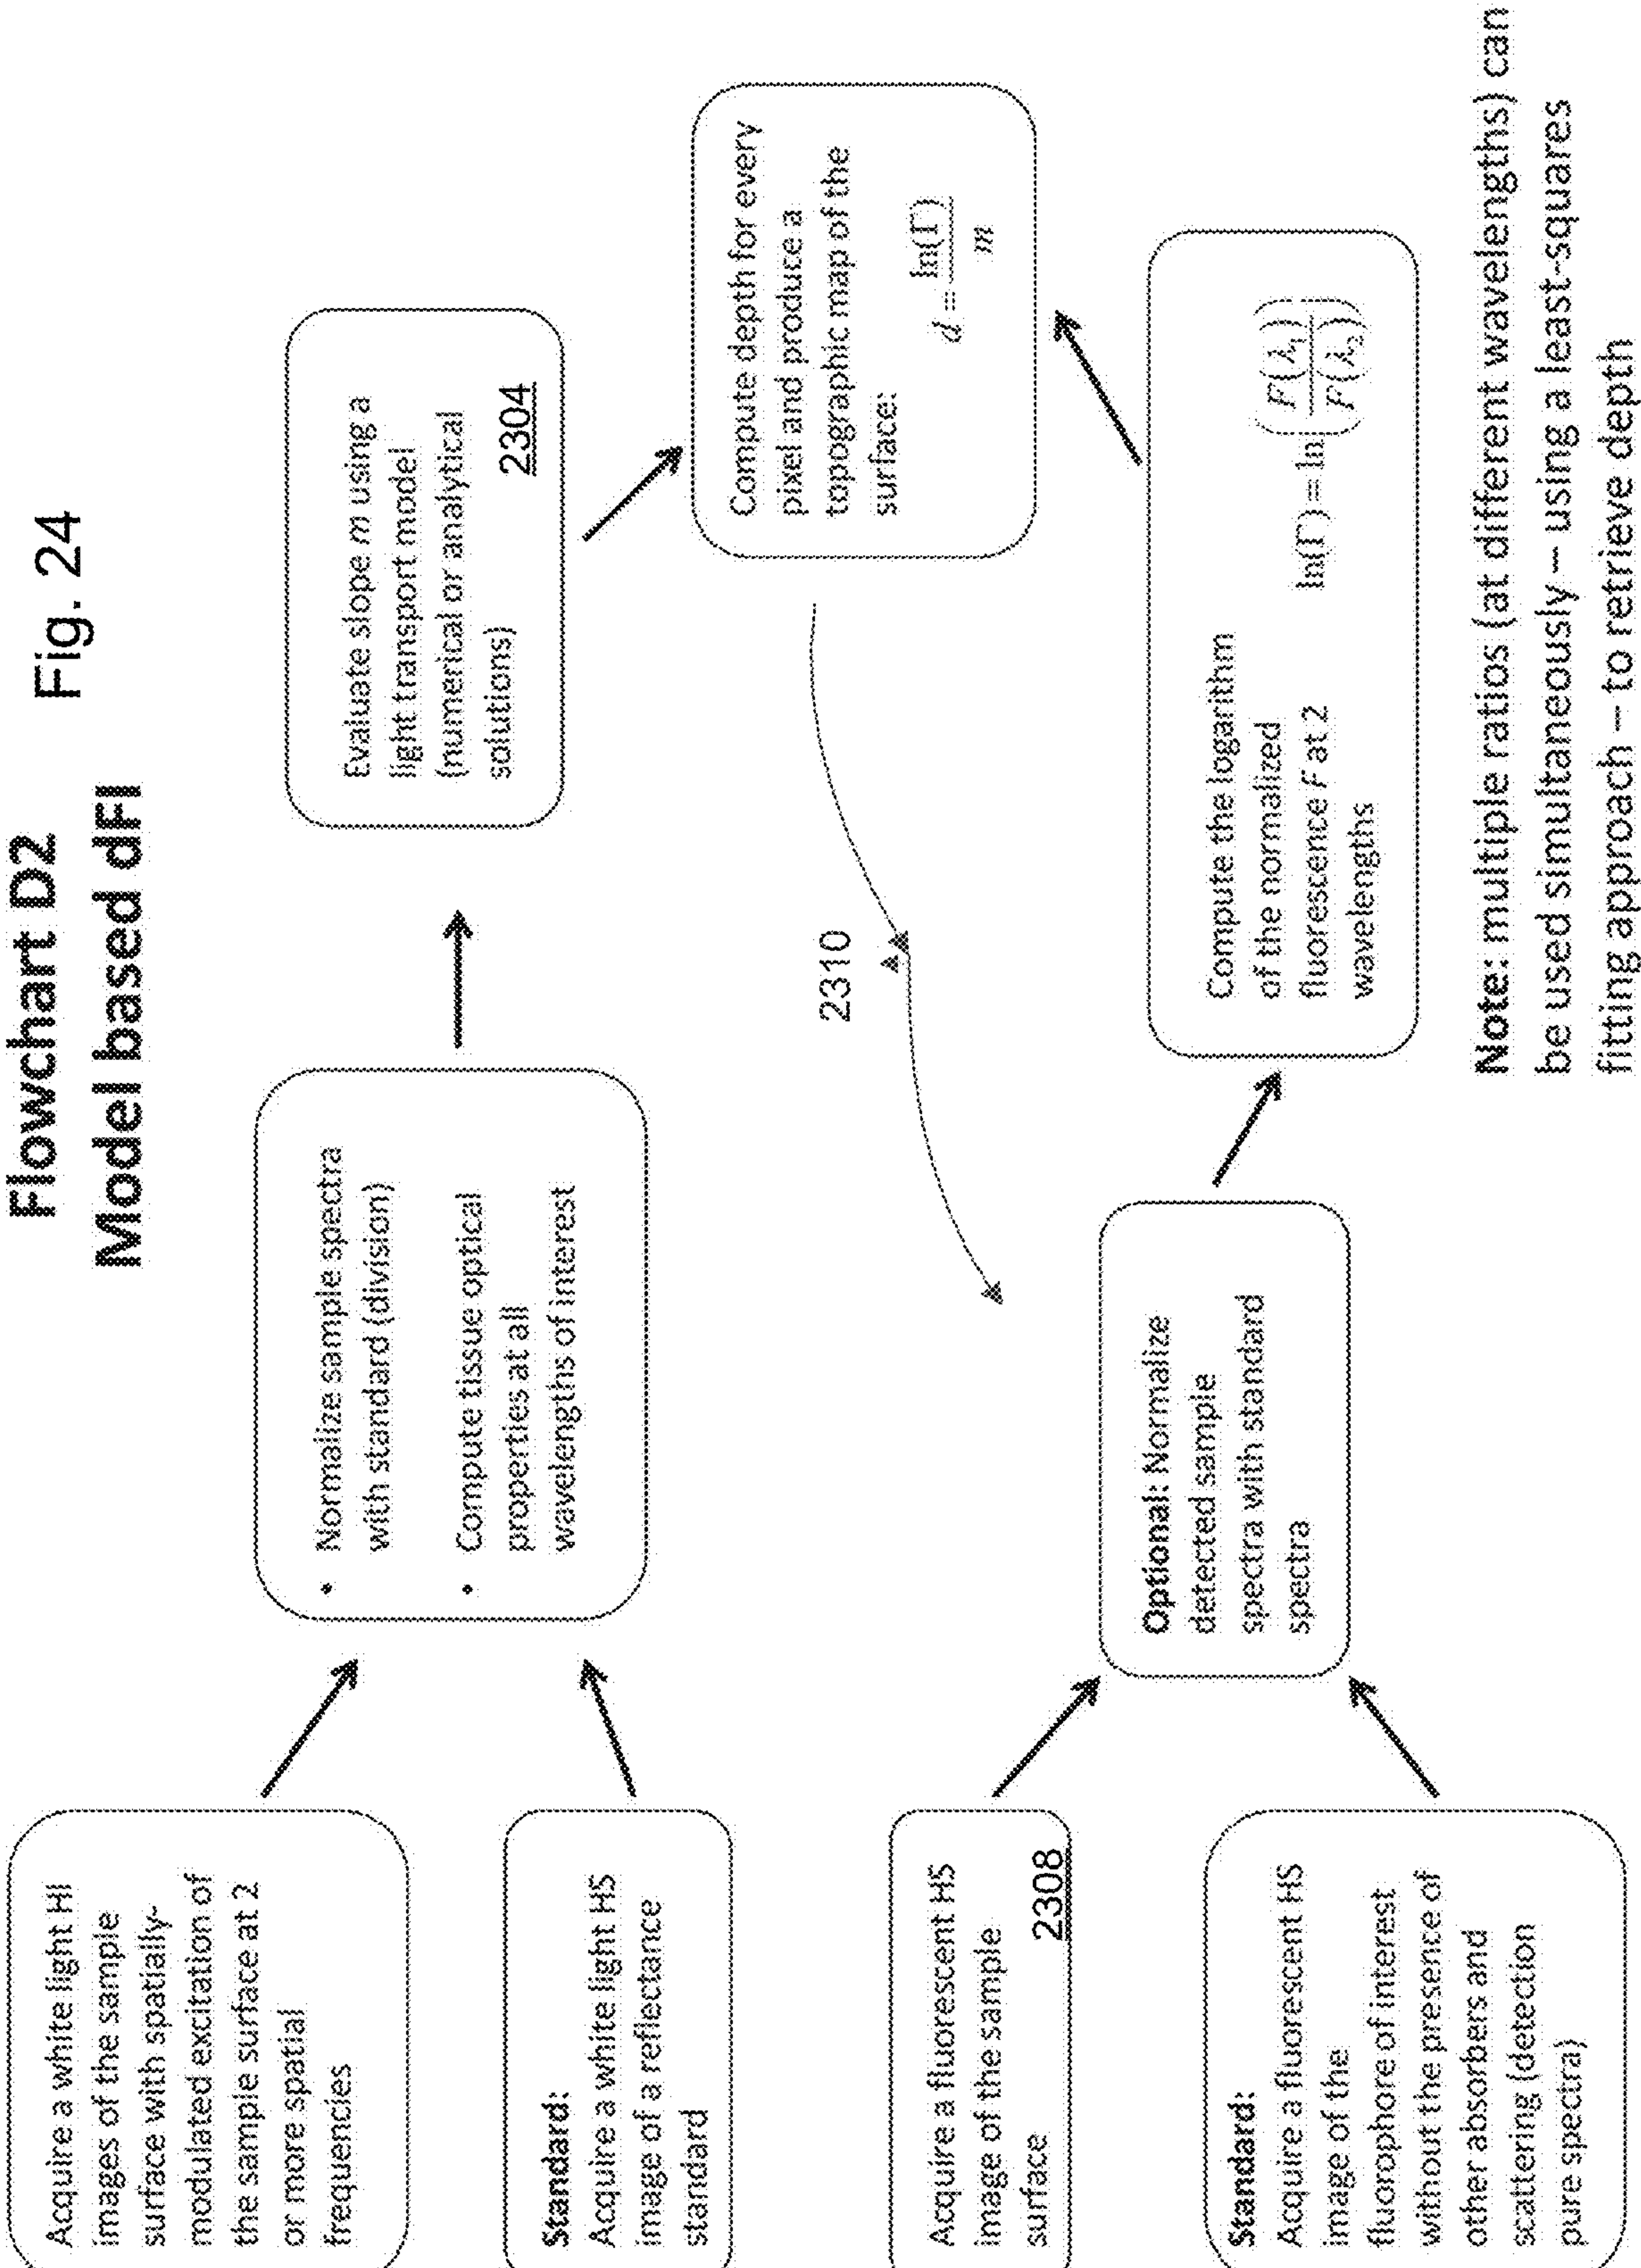 Flowchart D2
Model based dFI
Fig. 24
Acquire a white light HI
images of the sample
surface with spatially-
modulated excitation of
the sample surface at 2
or more spatial
frequencies
Standard:
Acquire a white light HS
image of a reflectance
standard
• Normalize sample spectra
with standard (division)
• Compute tissue optical
properties at all
wavelengths of interest
Evaluate slope m using a
light transport model
(numerical or analytical
solutions)
2304
Compute depth for every
pixel and produce a
topographic map of the
surface:
d = ln(Γ) / m
2310
Acquire a fluorescent HS
image of the sample
surface
2308
Standard:
Acquire a fluorescent HS
image of the
fluorophore of interest
without the presence of
other absorbers and
scattering (detection
pure spectra)
Optional: Normalize
detected sample
spectra with standard
spectra
Compute the logarithm
of the normalized
fluorescence F at 2
wavelengths
ln(Γ) = ln(F(λ₁) / F(λ₂))
Note: multiple ratios (at different wavelengths) can
be used simultaneously – using a least-squares
fitting approach – to retrieve depth